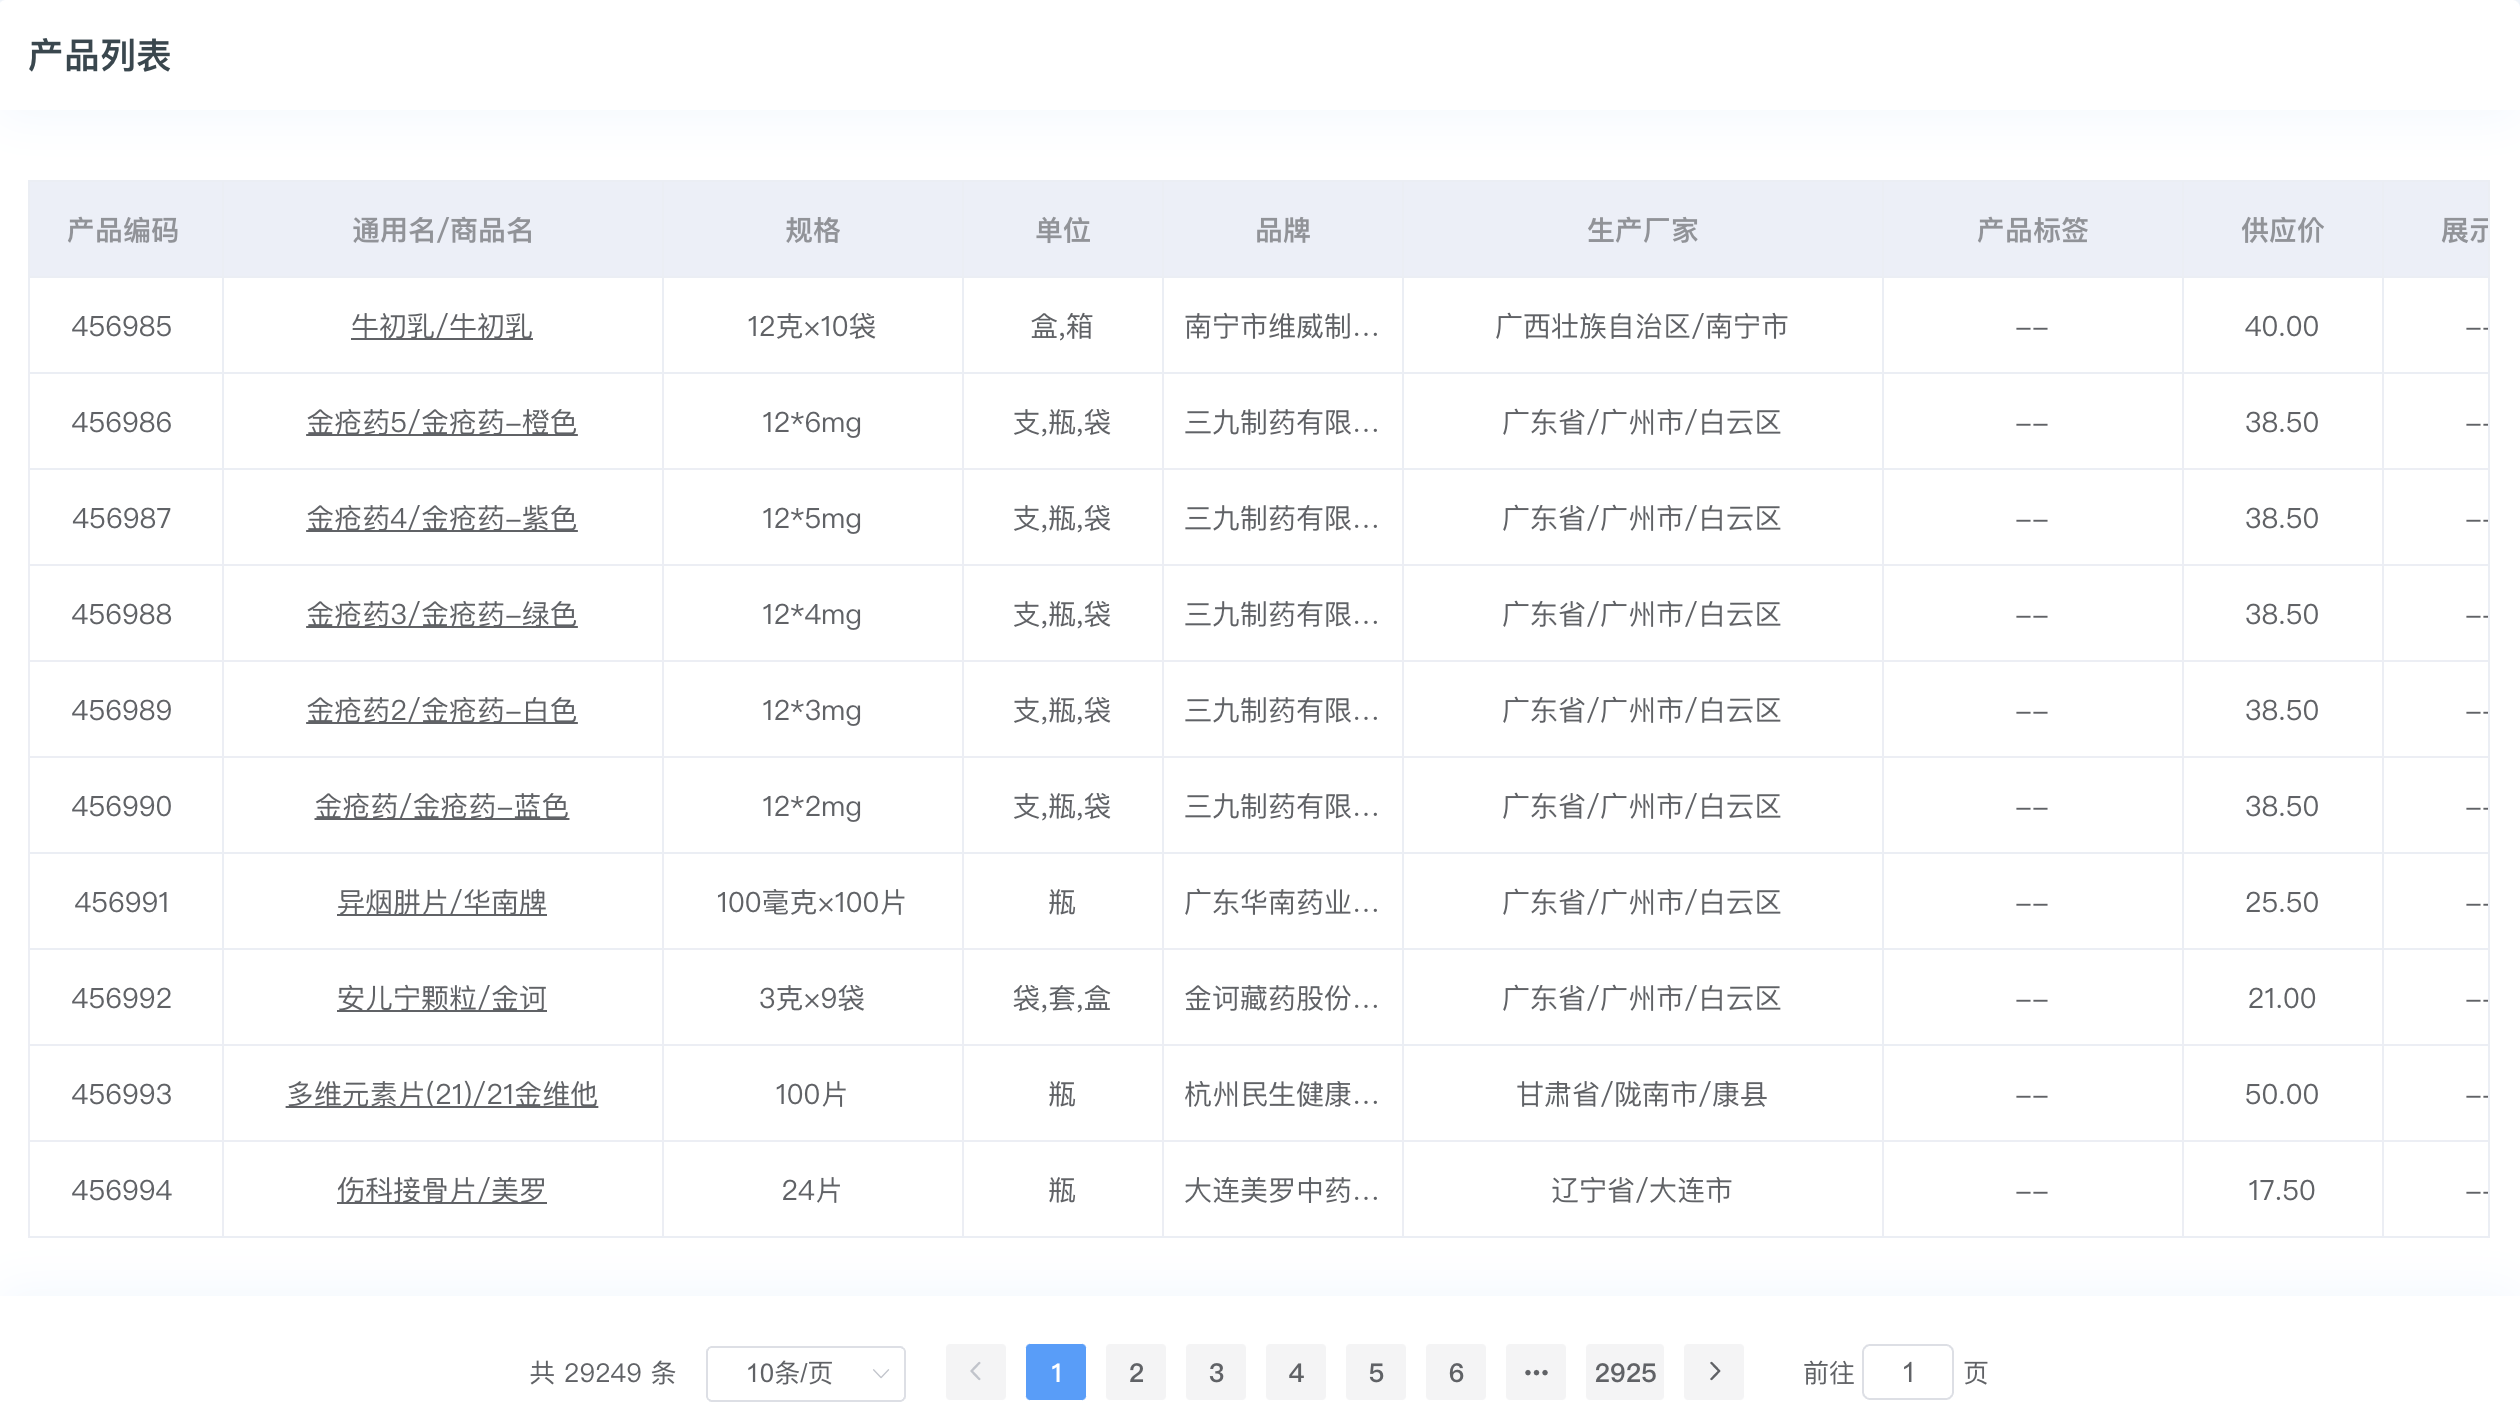 产品列表
产品编码 通用名/商品名 规格 单位 品牌 生产厂家 产品标签 供应价 展示
456985 牛初乳/牛初乳 12克×10袋 盒,箱 南宁市维威制... 广西壮族自治区/南宁市 -- 40.00 --
456986 金疮药5/金疮药-橙色 12*6mg 支,瓶,袋 三九制药有限... 广东省/广州市/白云区 -- 38.50 --
456987 金疮药4/金疮药-紫色 12*5mg 支,瓶,袋 三九制药有限... 广东省/广州市/白云区 -- 38.50 --
456988 金疮药3/金疮药-绿色 12*4mg 支,瓶,袋 三九制药有限... 广东省/广州市/白云区 -- 38.50 --
456989 金疮药2/金疮药-白色 12*3mg 支,瓶,袋 三九制药有限... 广东省/广州市/白云区 -- 38.50 --
456990 金疮药/金疮药-蓝色 12*2mg 支,瓶,袋 三九制药有限... 广东省/广州市/白云区 -- 38.50 --
456991 异烟肼片/华南牌 100毫克×100片 瓶 广东华南药业... 广东省/广州市/白云区 -- 25.50 --
456992 安儿宁颗粒/金诃 3克×9袋 袋,套,盒 金诃藏药股份... 广东省/广州市/白云区 -- 21.00 --
456993 多维元素片(21)/21金维他 100片 瓶 杭州民生健康... 甘肃省/陇南市/康县 -- 50.00 --
456994 伤科接骨片/美罗 24片 瓶 大连美罗中药... 辽宁省/大连市 -- 17.50 --
共 29249 条 10条/页 1 2 3 4 5 6 ... 2925 前往 1 页